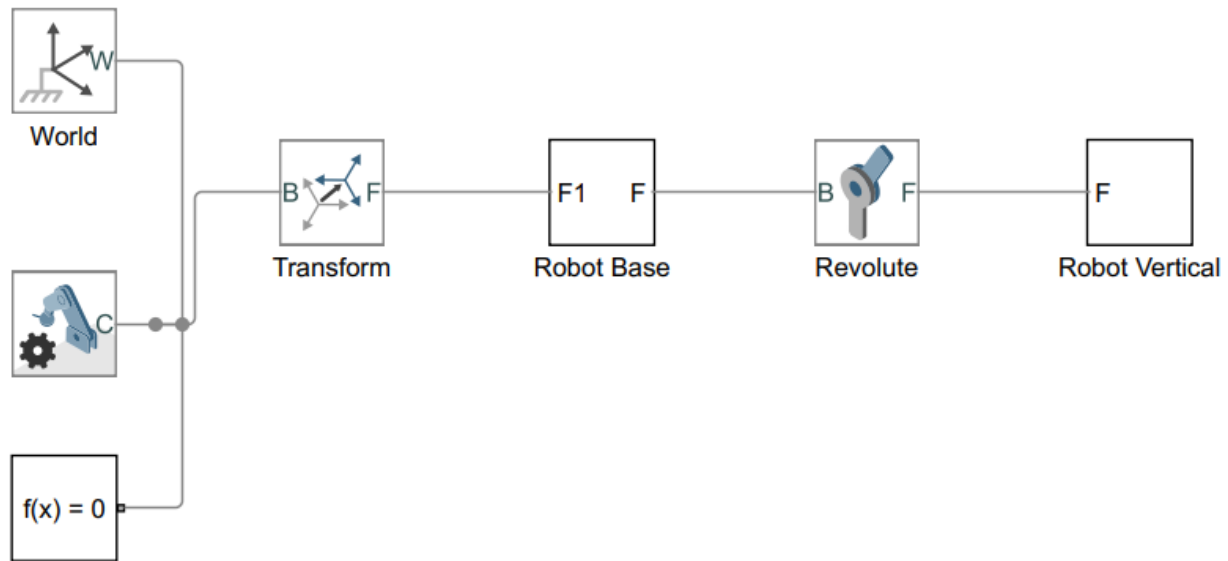 W
World
B
F
Transform
F1
F
Robot Base
B
F
Revolute
F
Robot Vertical
C
f(x) = 0